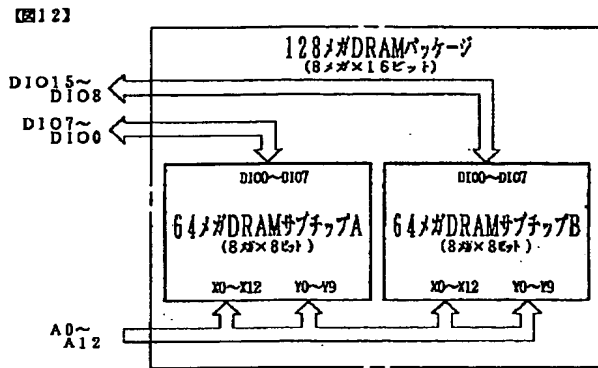 【図12】
128メガDRAMパッケージ
(8メガ×16ビット)
DIO15〜
DIO8
DIO7〜
DIO0
DIO0〜DIO7
DIO0〜DIO7
64メガDRAMサブチップA
(8メガ×8ビット)
64メガDRAMサブチップB
(8メガ×8ビット)
X0〜X12 Y0〜Y9
X0〜X12 Y0〜Y9
A0〜
A12